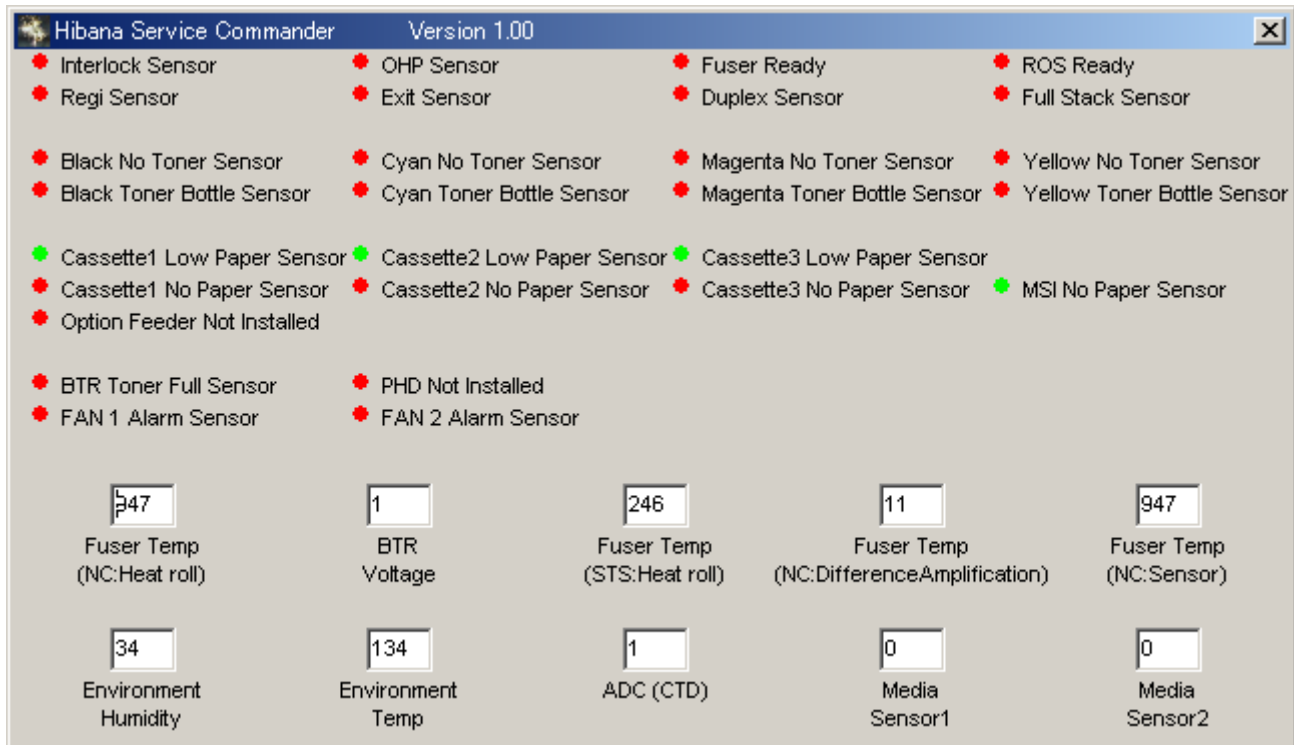 Hibana Service Commander Version 1.00
Interlock Sensor OHP Sensor Fuser Ready ROS Ready
Regi Sensor Exit Sensor Duplex Sensor Full Stack Sensor
Black No Toner Sensor Cyan No Toner Sensor Magenta No Toner Sensor Yellow No Toner Sensor
Black Toner Bottle Sensor Cyan Toner Bottle Sensor Magenta Toner Bottle Sensor Yellow Toner Bottle Sensor
Cassette1 Low Paper Sensor Cassette2 Low Paper Sensor Cassette3 Low Paper Sensor
Cassette1 No Paper Sensor Cassette2 No Paper Sensor Cassette3 No Paper Sensor MSI No Paper Sensor
Option Feeder Not Installed
BTR Toner Full Sensor PHD Not Installed
FAN 1 Alarm Sensor FAN 2 Alarm Sensor
947 1 246 11 947
Fuser Temp BTR Fuser Temp Fuser Temp Fuser Temp
(NC:Heat roll) Voltage (STS:Heat roll) (NC:DifferenceAmplification) (NC:Sensor)
34 134 1 0 0
Environment Environment ADC (CTD) Media Media
Humidity Temp Sensor1 Sensor2